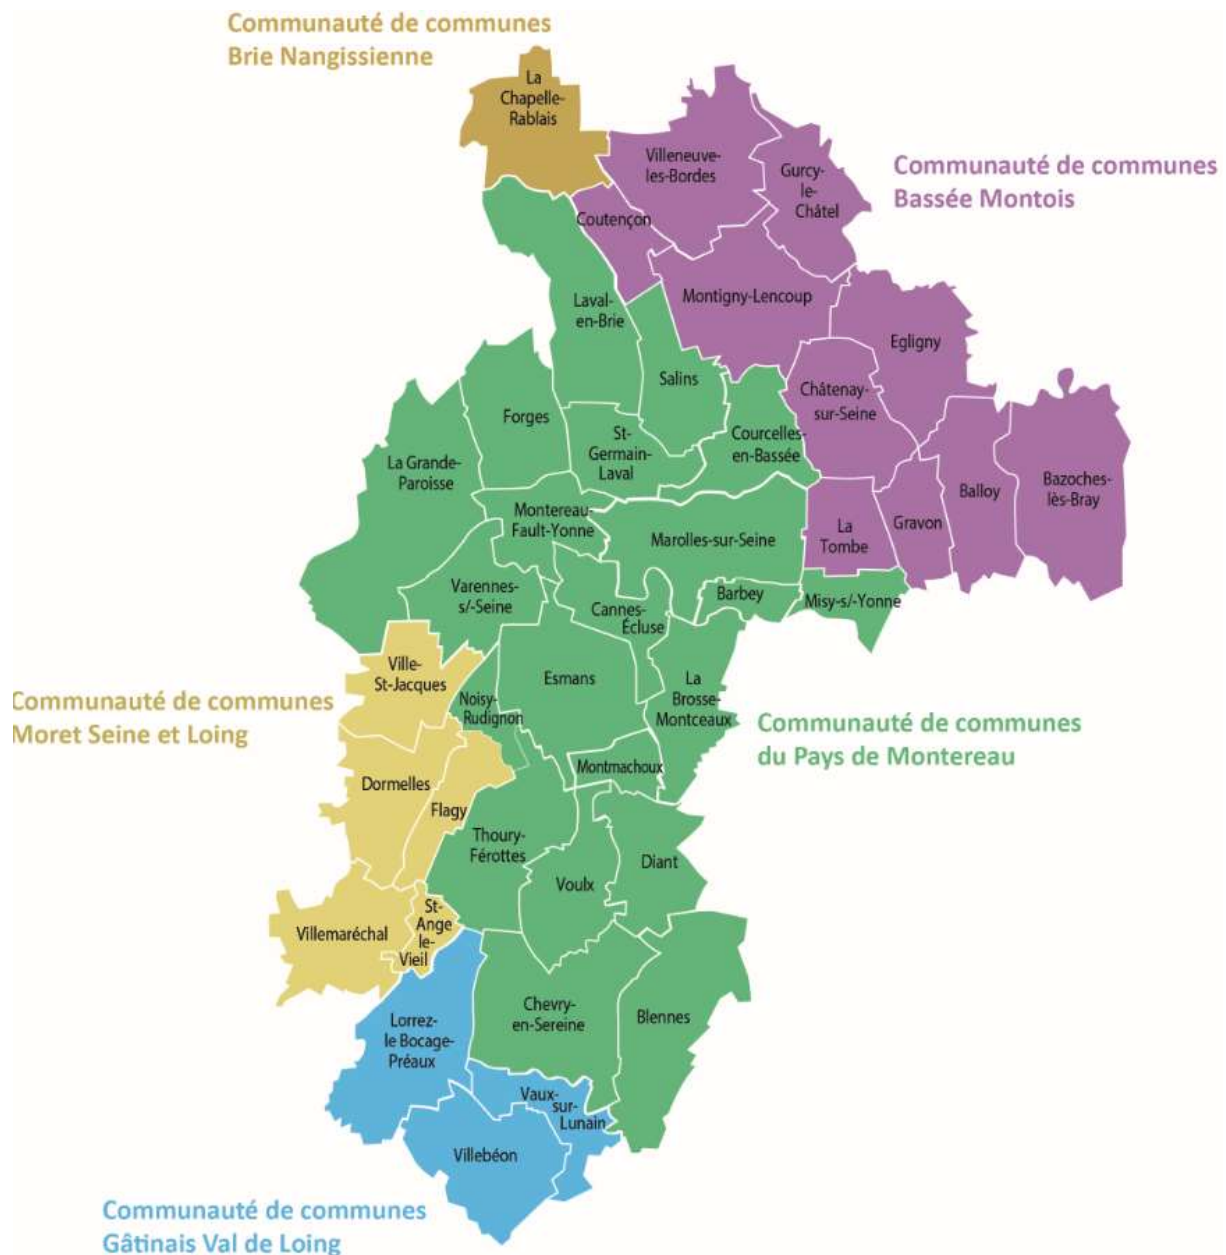 Communauté de communes
Brie Nangissienne
La
Chapelle-
Rablais
Villeneuve-
les-Bordes
Gurcy-
le-
Châtel
Communauté de communes
Bassée Montois
Coutençon
Laval-
en-Brie
Montigny-Lencoup
Egligny
Salins
Châtenay-
sur-Seine
Forges
St-
Germain-
Laval
Courcelles-
en-Bassée
La Grande-
Paroisse
Balloy
Bazoches-
lès-Bray
Montereau-
Fault-Yonne
Marolles-sur-Seine
La
Tombe
Gravon
Varennes-
s/-Seine
Cannes-
Écluse
Barbey
Misy-s/-Yonne
Ville-
St-Jacques
Noisy-
Rudignon
Esmans
La
Brosse-
Montceaux
Communauté de communes
Moret Seine et Loing
Communauté de communes
du Pays de Montereau
Montmachoux
Dormelles
Flagy
Thoury-
Férottes
Voulx
Diant
Villemaréchal
St-
Ange
le-
Vieil
Chevry-
en-Sereine
Blennes
Lorrez-
le Bocage-
Préaux
Vaux-
sur-
Lunain
Villebéon
Communauté de communes
Gâtinais Val de Loing